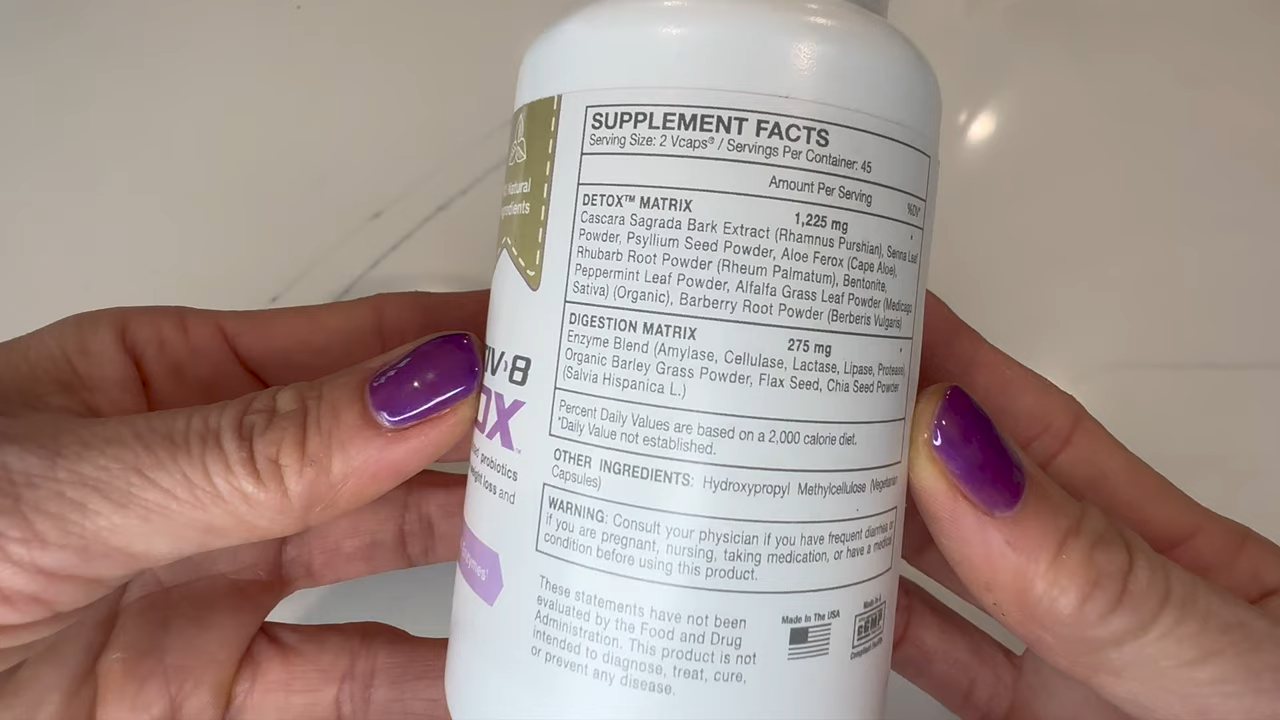 Natural
SUPPLEMENT FACTS
Serving Size: 2 Vcaps® / Servings Per Container: 45
Amount Per Serving
%DV*
DETOX™ MATRIX 1,225 mg *
Cascara Sagrada Bark Extract (Rhamnus Purshian), Senna Leaf
Powder, Psyllium Seed Powder, Aloe Ferox (Cape Aloe),
Rhubarb Root Powder (Rheum Palmatum), Bentonite,
Peppermint Leaf Powder, Alfalfa Grass Leaf Powder (Medicago
Sativa) (Organic), Barberry Root Powder (Berberis Vulgaris)
DIGESTION MATRIX 275 mg *
Enzyme Blend (Amylase, Cellulase, Lactase, Lipase, Protease),
Organic Barley Grass Powder, Flax Seed, Chia Seed Powder
(Salvia Hispanica L.)
Percent Daily Values are based on a 2,000 calorie diet.
*Daily Value not established.
OTHER INGREDIENTS: Hydroxypropyl Methylcellulose (Vegetarian
Capsules)
WARNING: Consult your physician if you have frequent diarrhea or
if you are pregnant, nursing, taking medication, or have a medical
condition before using this product.
These statements have not been
evaluated by the Food and Drug
Administration. This product is not
intended to diagnose, treat, cure,
or prevent any disease.
Made In The USA
Made In A
cGMP
IV›8
OX™
probiotics
loss and